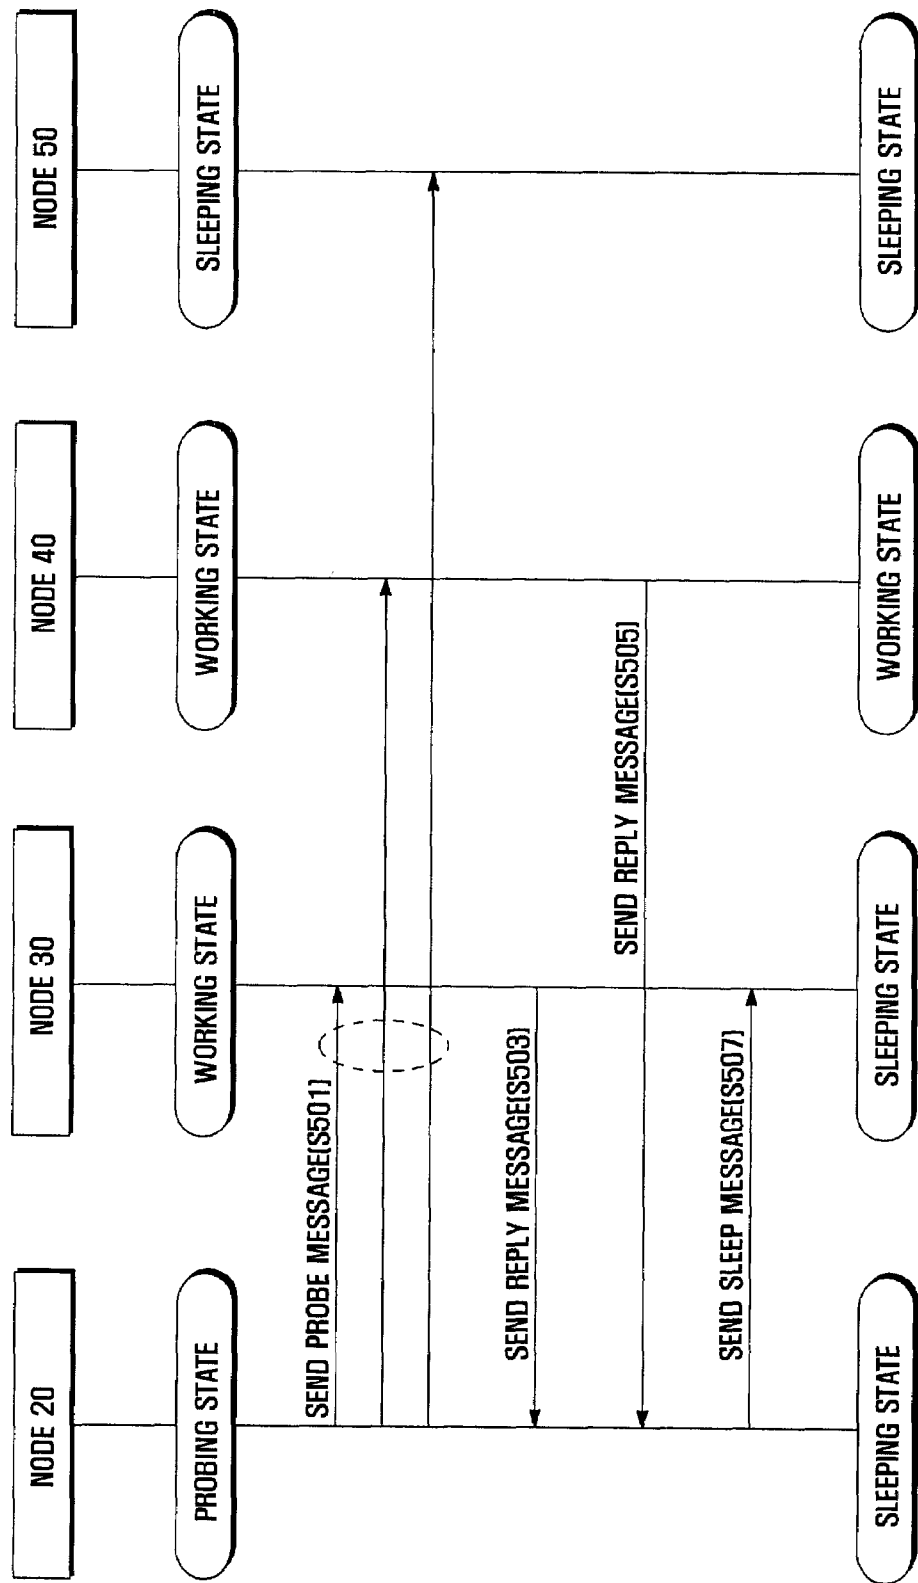 NODE 20
NODE 30
NODE 40
NODE 50
PROBING STATE
WORKING STATE
WORKING STATE
SLEEPING STATE
SEND PROBE MESSAGE(S501)
SEND REPLY MESSAGE(S503)
SEND REPLY MESSAGE(S505)
SEND SLEEP MESSAGE(S507)
SLEEPING STATE
SLEEPING STATE
WORKING STATE
SLEEPING STATE